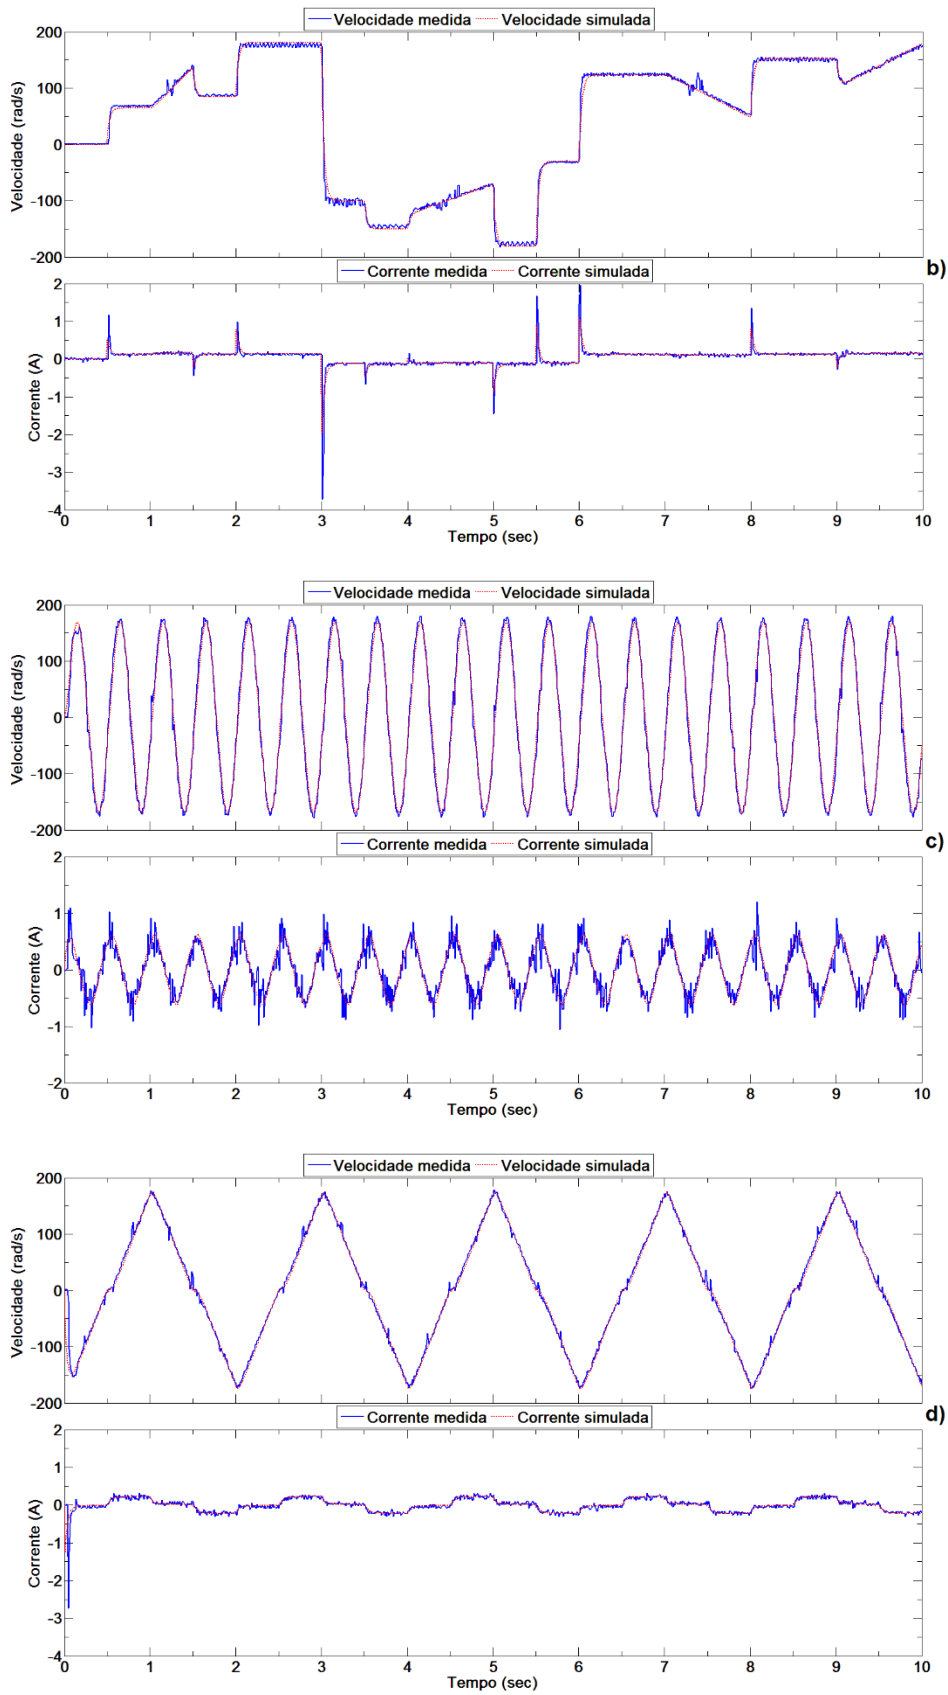 Velocidade medida Velocidade simulada
200
100
0
-100
-200
Velocidade (rad/s)
b)
Corrente medida Corrente simulada
2
1
0
-1
-2
-3
-4
Corrente (A)
0 1 2 3 4 5 6 7 8 9 10
Tempo (sec)
Velocidade medida Velocidade simulada
200
100
0
-100
-200
Velocidade (rad/s)
c)
Corrente medida Corrente simulada
2
1
0
-1
-2
Corrente (A)
0 1 2 3 4 5 6 7 8 9 10
Tempo (sec)
Velocidade medida Velocidade simulada
200
100
0
-100
-200
Velocidade (rad/s)
d)
Corrente medida Corrente simulada
2
1
0
-1
-2
-3
-4
Corrente (A)
0 1 2 3 4 5 6 7 8 9 10
Tempo (sec)